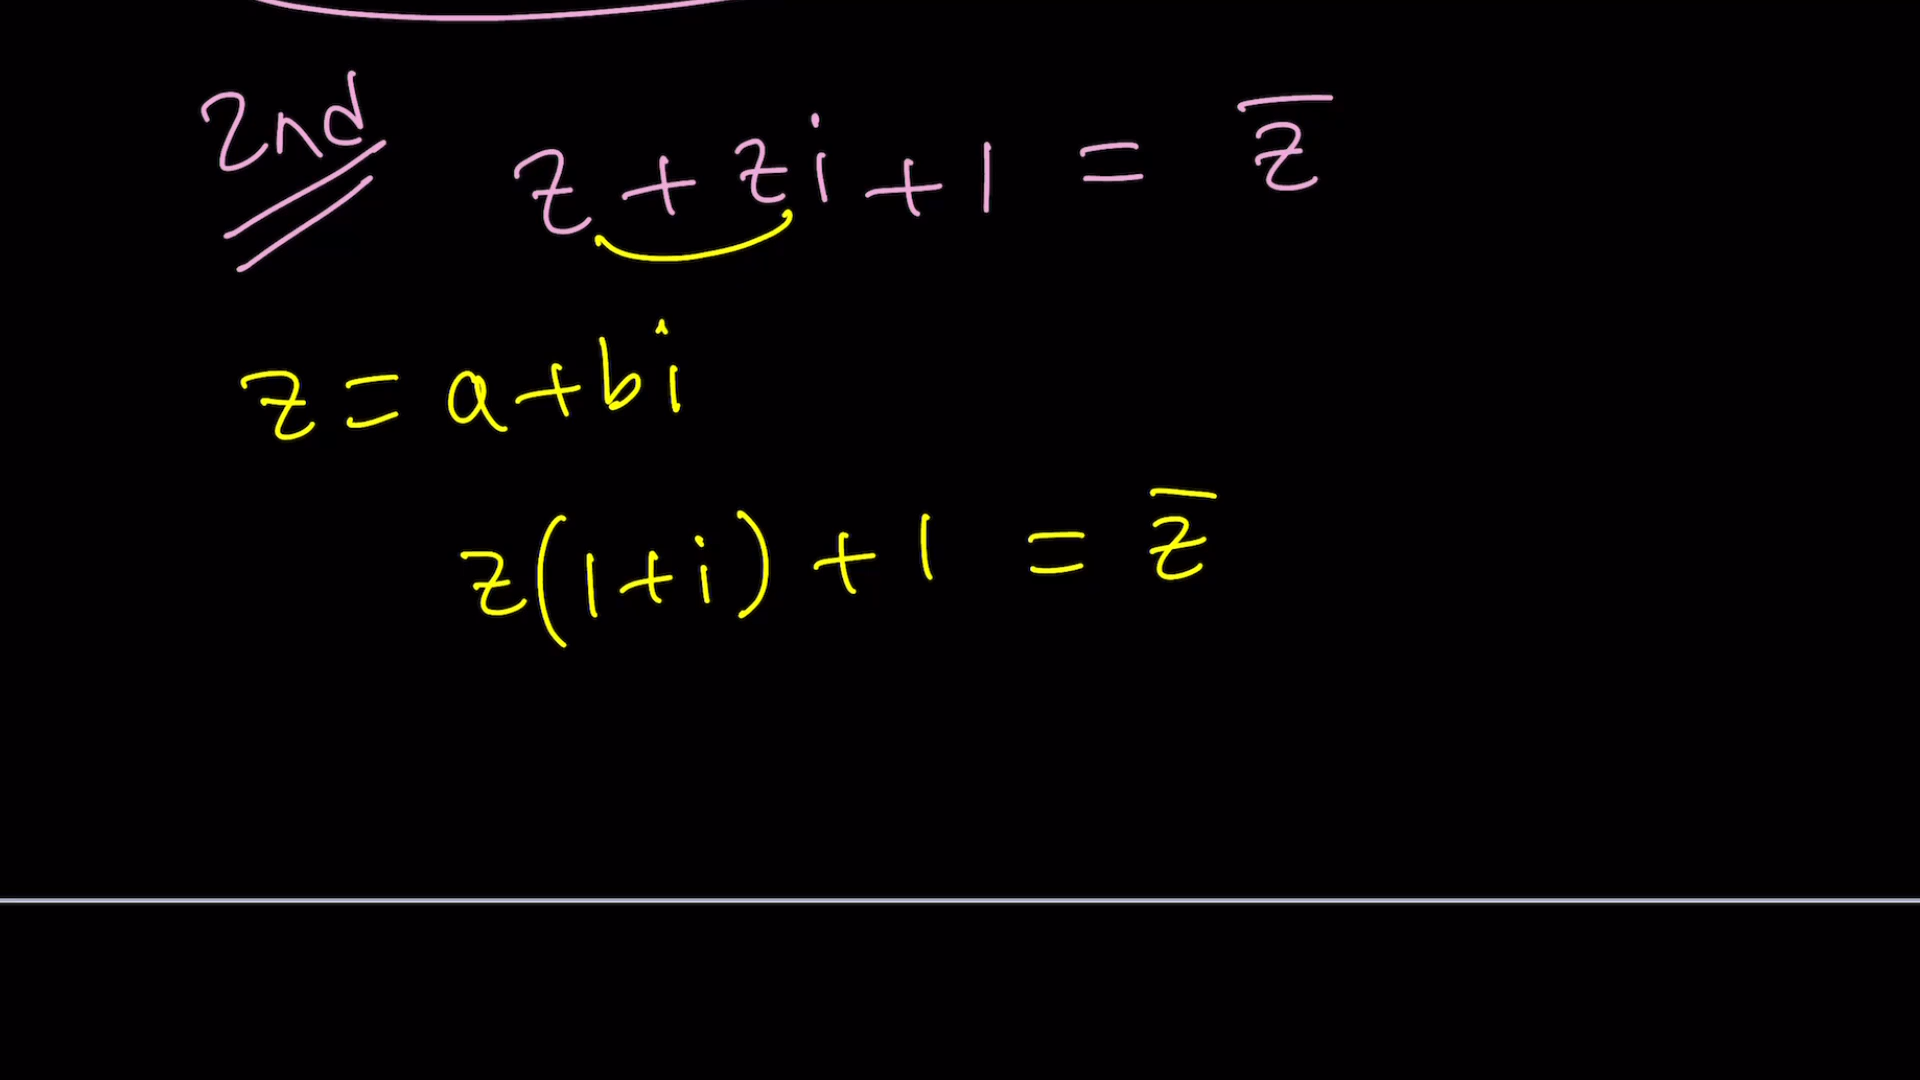 2nd z + zi + 1 = z̅
z = a + bi
z(1+i) + 1 = z̅